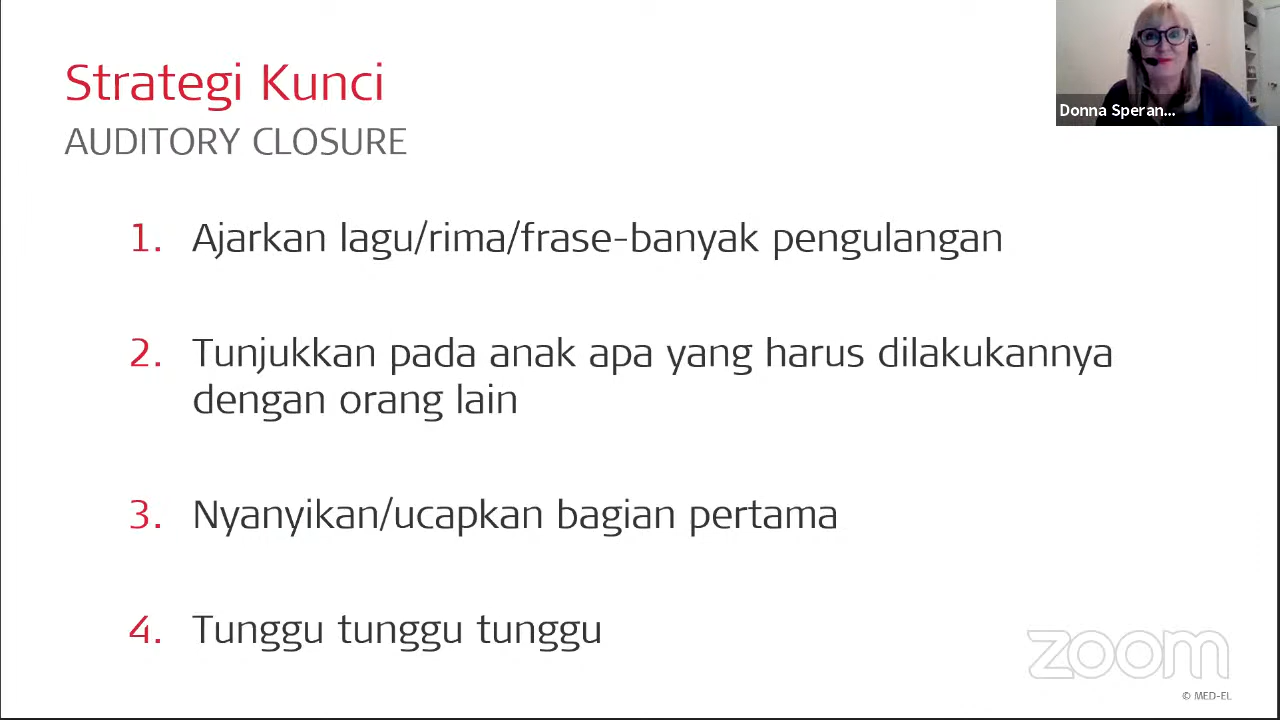 Strategi Kunci
AUDITORY CLOSURE
Donna Speran...
1. Ajarkan lagu/rima/frase-banyak pengulangan
2. Tunjukkan pada anak apa yang harus dilakukannya
dengan orang lain
3. Nyanyikan/ucapkan bagian pertama
4. Tunggu tunggu tunggu
zoom
© MED-EL